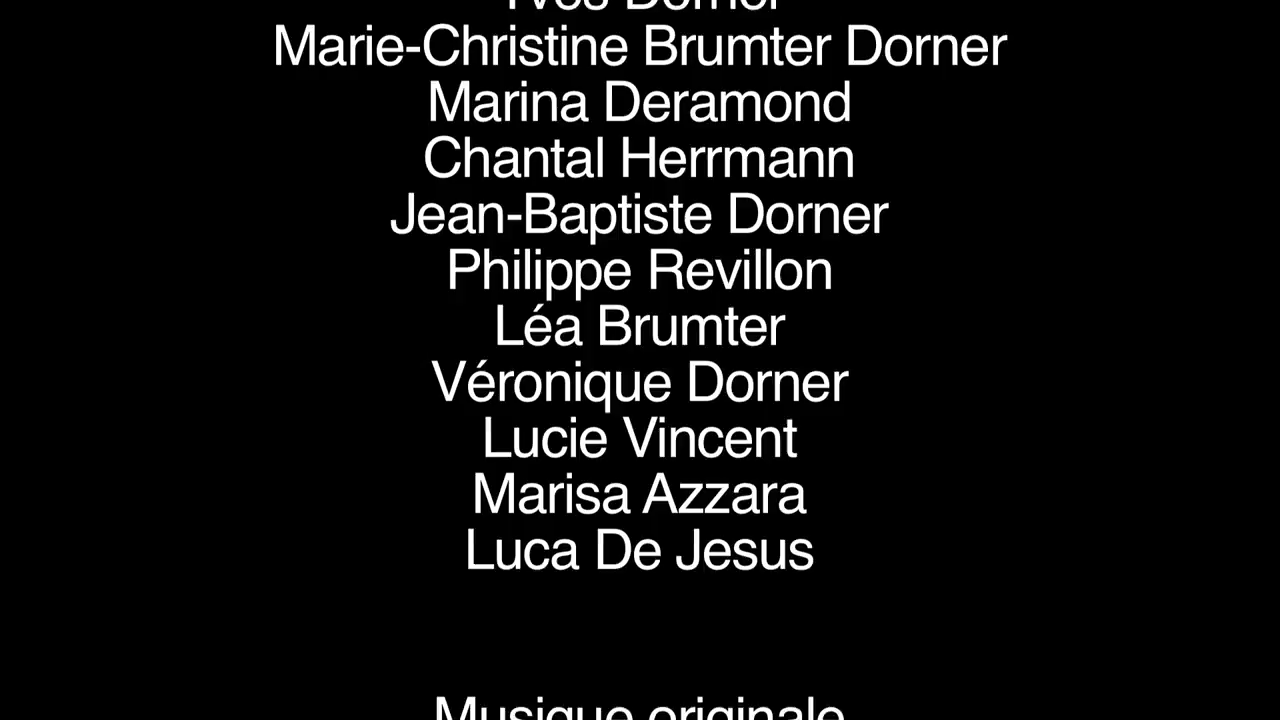 Yves Dorner
Marie-Christine Brumter Dorner
Marina Deramond
Chantal Herrmann
Jean-Baptiste Dorner
Philippe Revillon
Léa Brumter
Véronique Dorner
Lucie Vincent
Marisa Azzara
Luca De Jesus
Musique originale